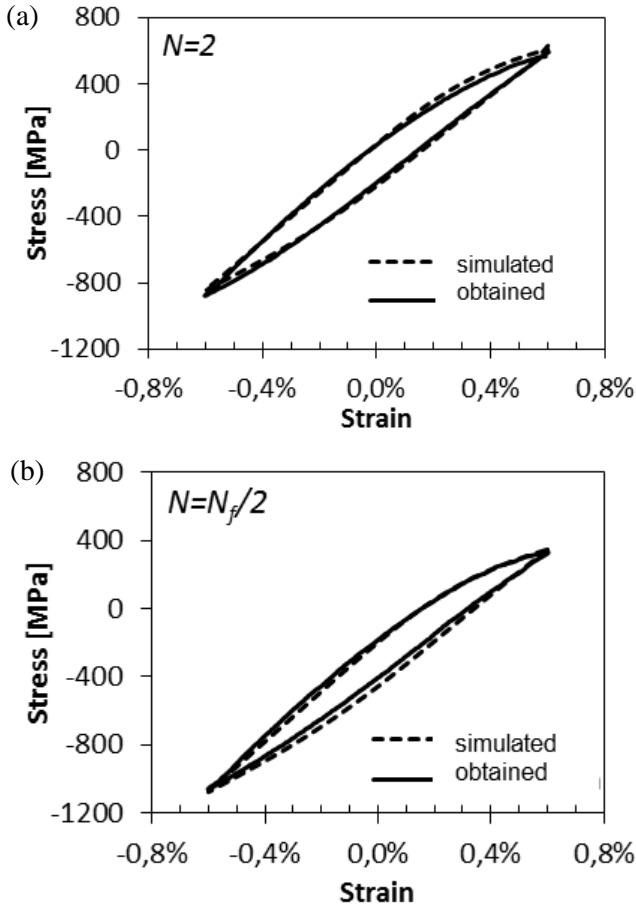 (a)
800
N=2
400
0
-400
-800
-1200
Stress [MPa]
simulated
obtained
-0,8%
-0,4%
0,0%
0,4%
0,8%
Strain
(b)
800
N=Nf/2
400
0
-400
-800
-1200
Stress [MPa]
simulated
obtained
-0,8%
-0,4%
0,0%
0,4%
0,8%
Strain